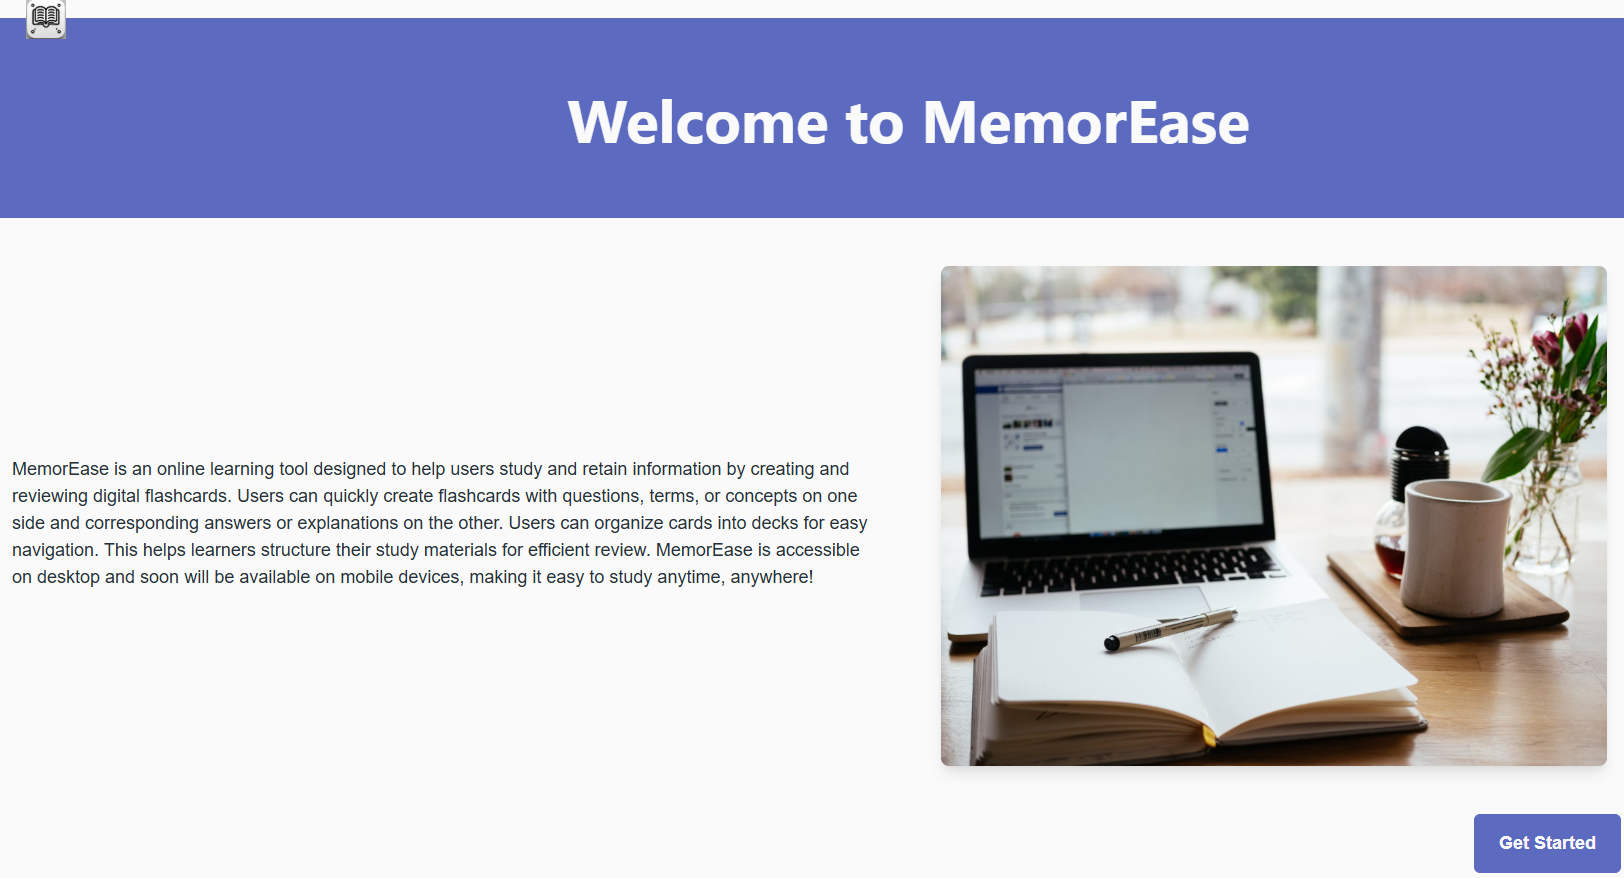 Welcome to MemorEase
MemorEase is an online learning tool designed to help users study and retain information by creating and
reviewing digital flashcards. Users can quickly create flashcards with questions, terms, or concepts on one
side and corresponding answers or explanations on the other. Users can organize cards into decks for easy
navigation. This helps learners structure their study materials for efficient review. MemorEase is accessible
on desktop and soon will be available on mobile devices, making it easy to study anytime, anywhere!
Get Started